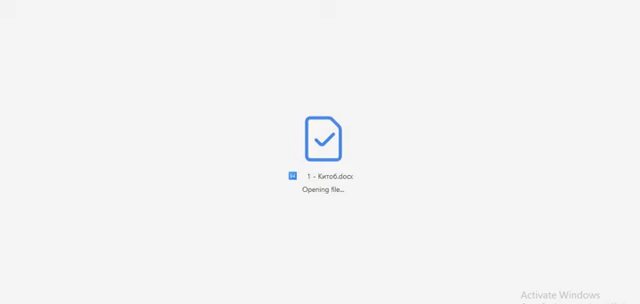 1 - Китоб.docx
Opening file...
Activate Windows